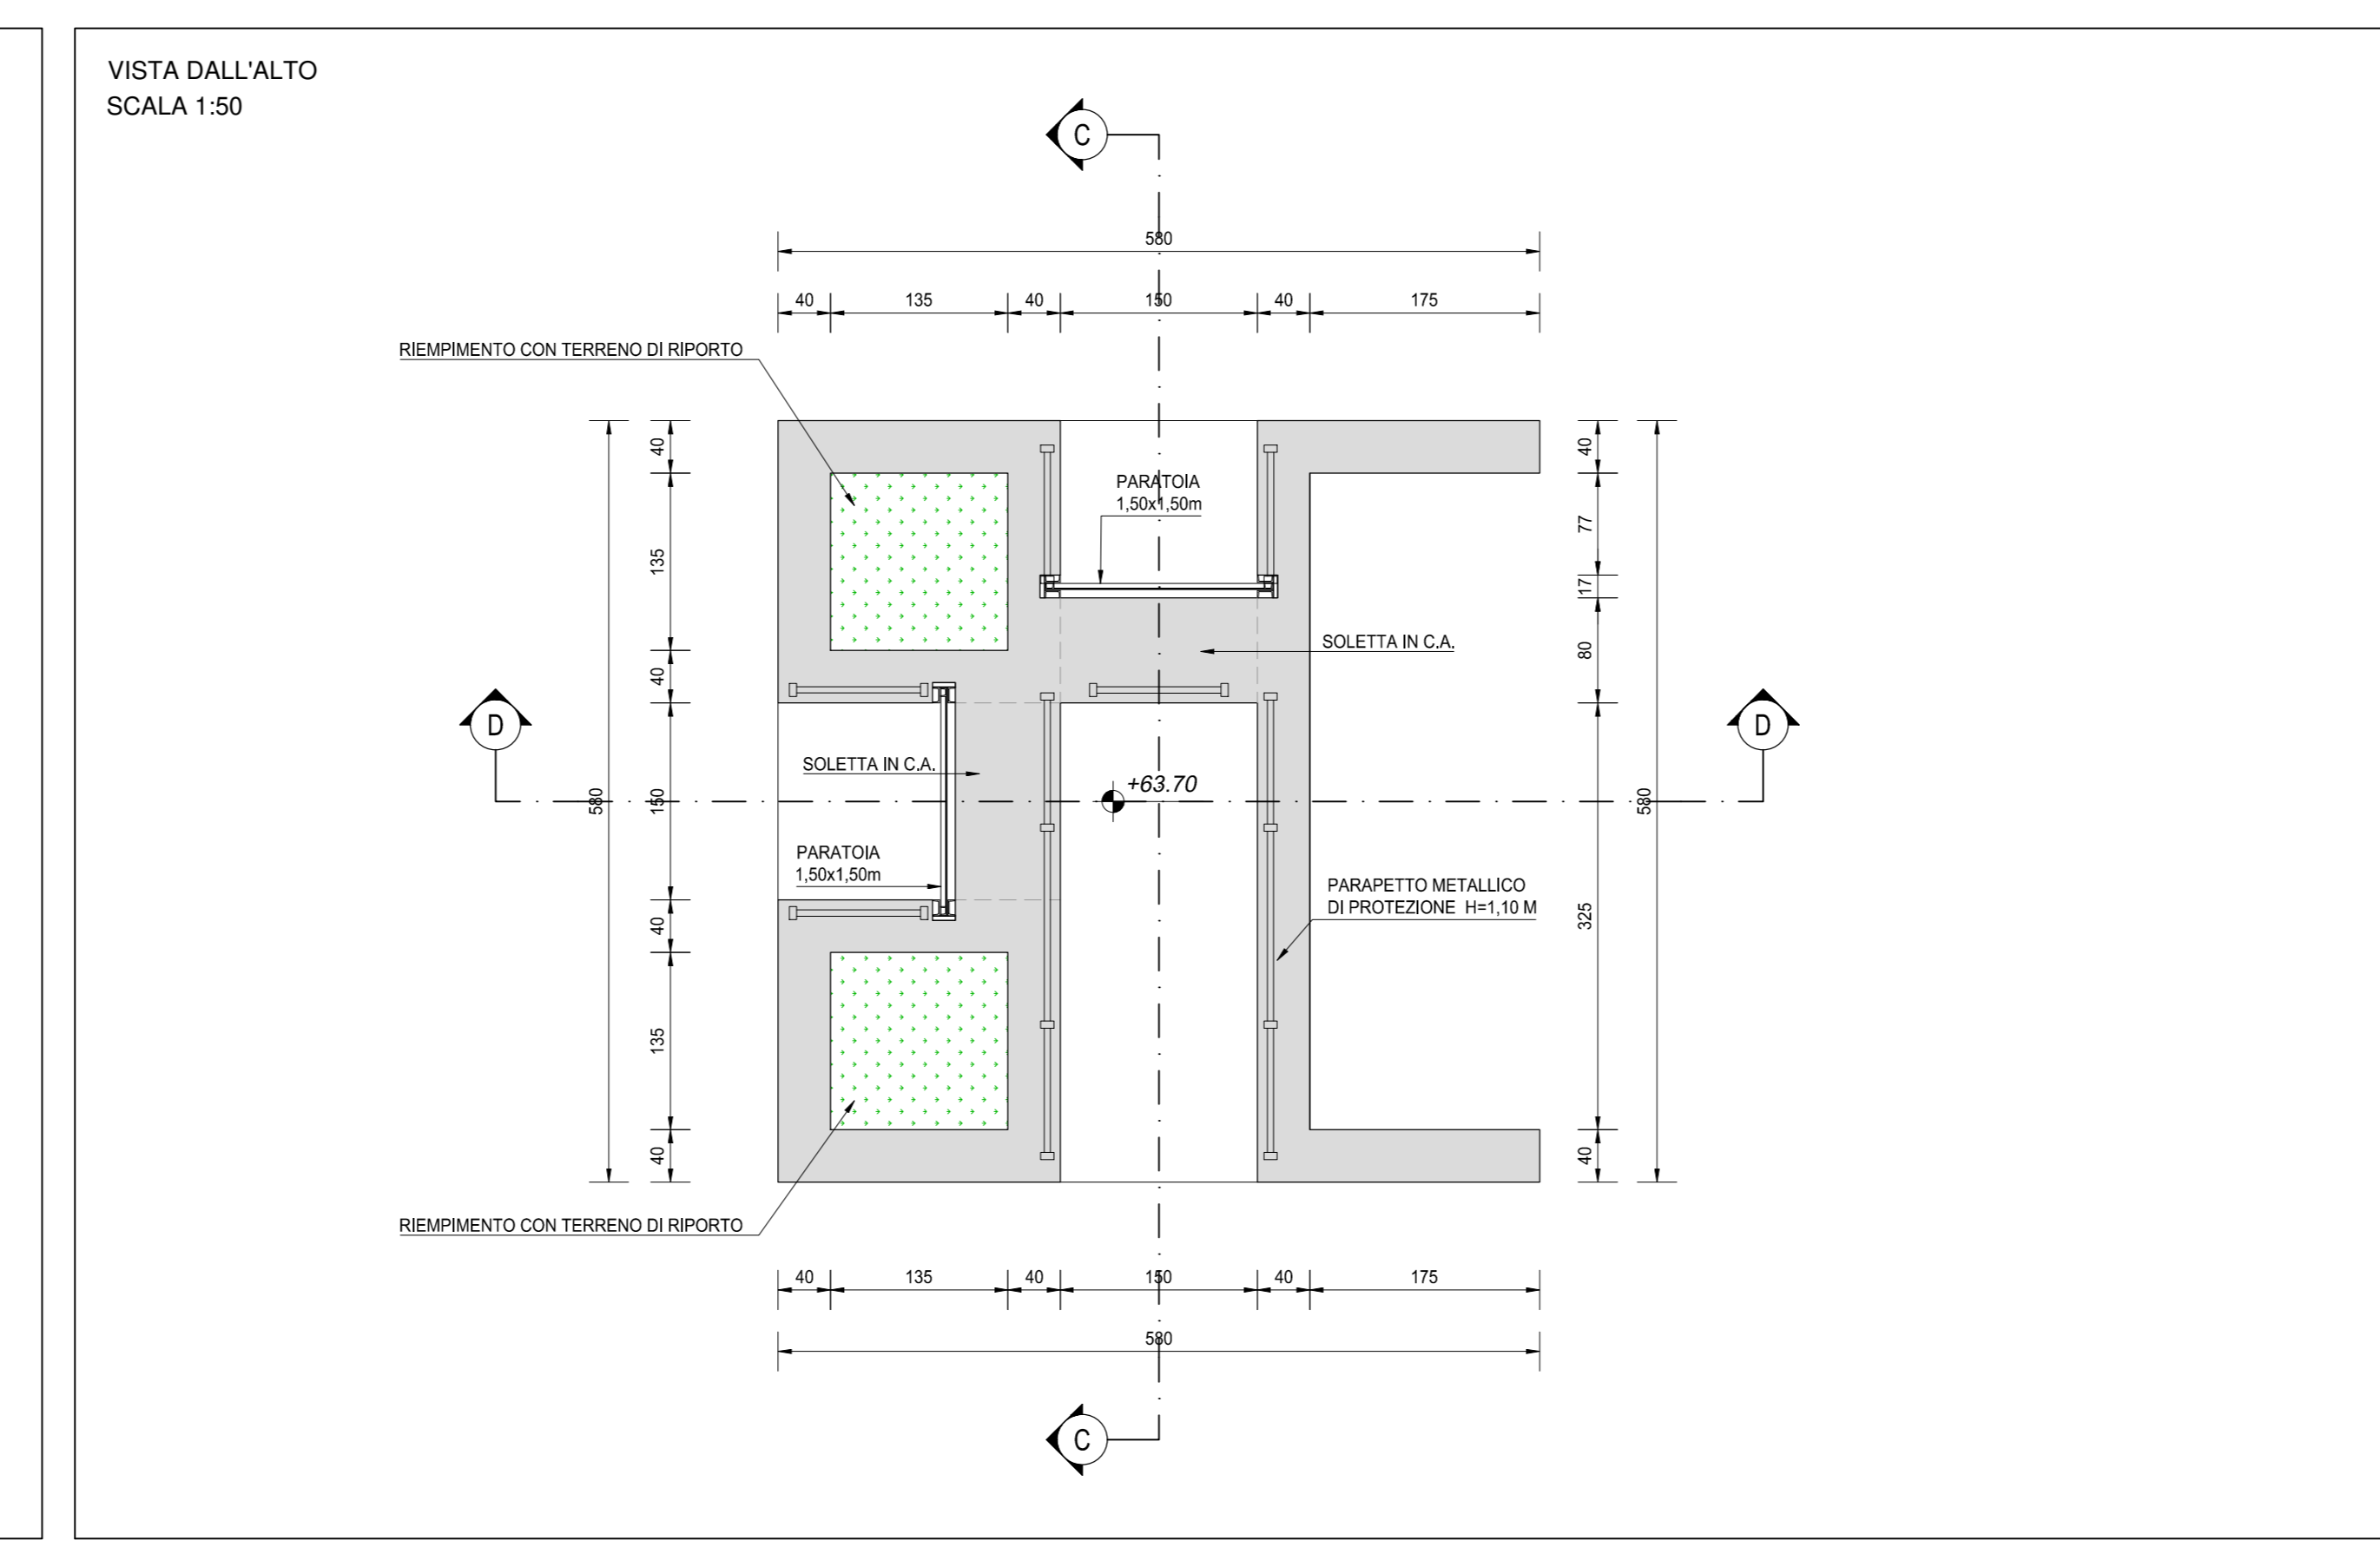 VISTA DALL'ALTO
SCALA 1:50
C
580
40 135 40 150 40 175
RIEMPIMENTO CON TERRENO DI RIPORTO
40
40
PARATOIA
1,50x1,50m
77
135
17
SOLETTA IN C.A.
80
40
D
D
SOLETTA IN C.A.
+63.70
580
150
580
PARATOIA
1,50x1,50m
PARAPETTO METALLICO
DI PROTEZIONE H=1,10 M
40
325
135
40
40
RIEMPIMENTO CON TERRENO DI RIPORTO
40 135 40 150 40 175
580
C